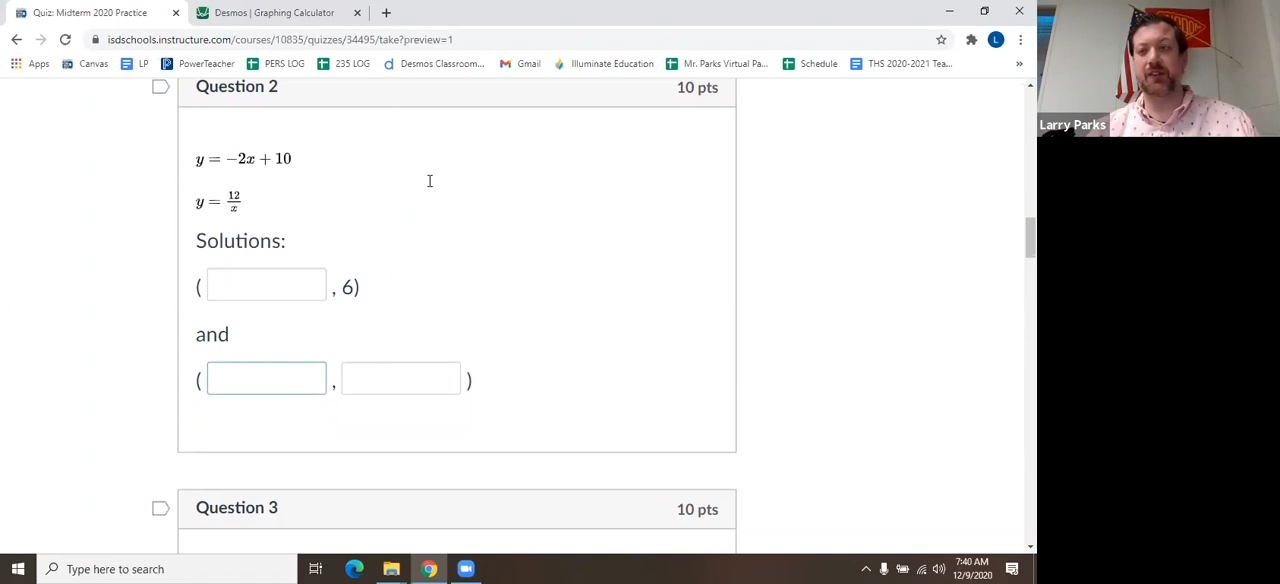 Quiz: Midterm 2020 Practice
Desmos | Graphing Calculator
isdschools.instructure.com/courses/10835/quizzes/34495/take?preview=1
L
Apps Canvas LP PowerTeacher PERS LOG 235 LOG Desmos Classroo... Gmail Illuminate Education Mr. Parks Virtual Pa... Schedule THS 2020-2021 Tea... »
Question 2 10 pts
y = −2x + 10
y = 12/x
Solutions:
( , 6)
and
( , )
Question 3 10 pts
Larry Parks
Type here to search
7:40 AM
12/9/2020